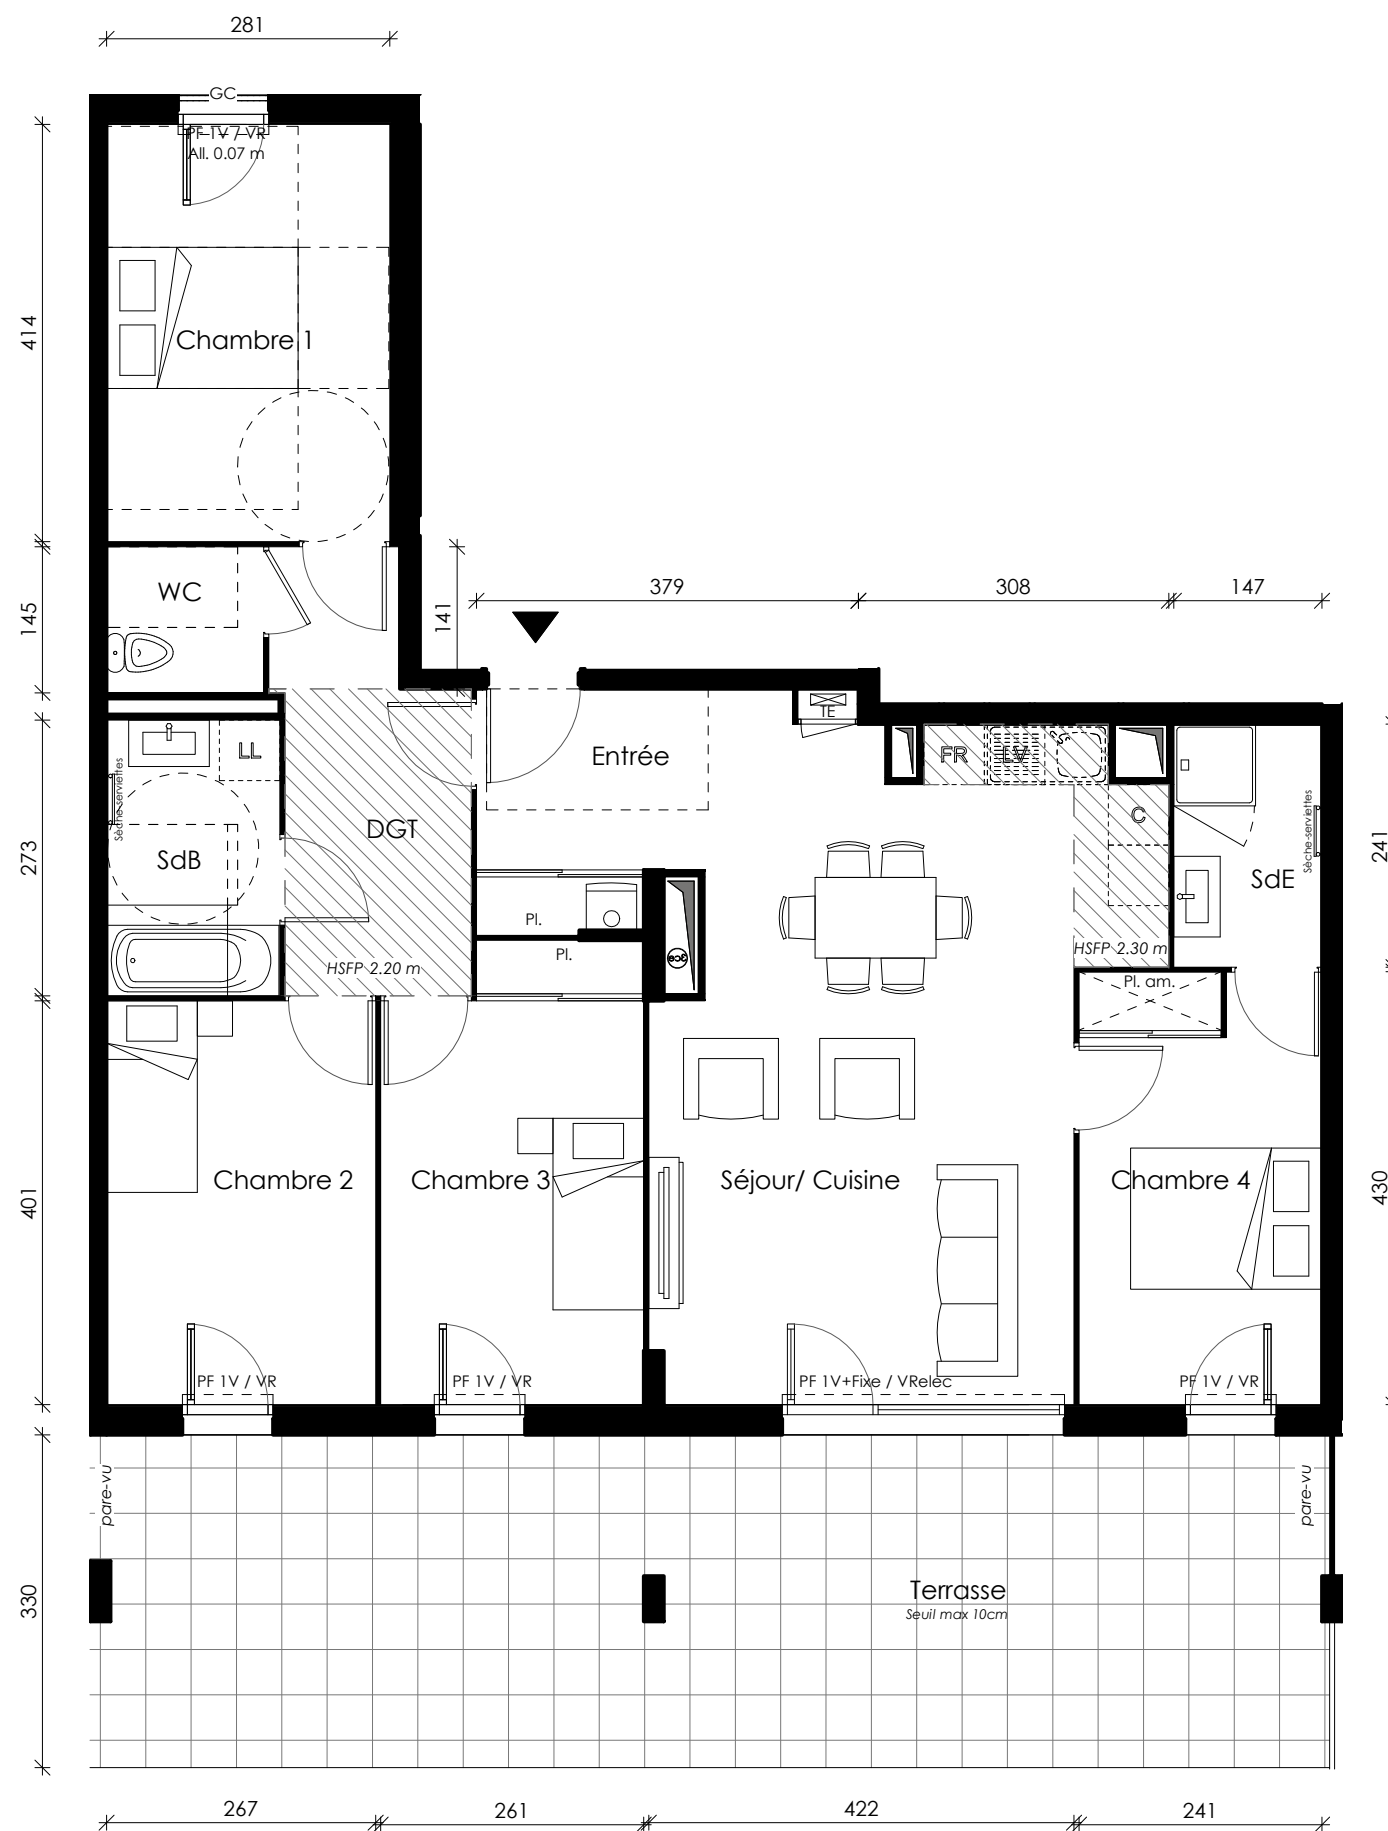 281
GC
PF 1V / VR
All. 0.07 m
414
Chambre 1
WC
145
141
379
308
147
TE
Entrée
FR
LV
LL
Sèche-serviettes
C
Sèche-serviettes
DGT
SdB
273
241
SdE
Pl.
Pl.
HSFP 2.20 m
HSFP 2.30 m
Pl. am.
Chambre 2
Chambre 3
Séjour/ Cuisine
Chambre 4
401
430
PF 1V / VR
PF 1V / VR
PF 1V+Fixe / VRelec
PF 1V / VR
pare-vu
pare-vu
330
Terrasse
Seuil max 10cm
267
261
422
241